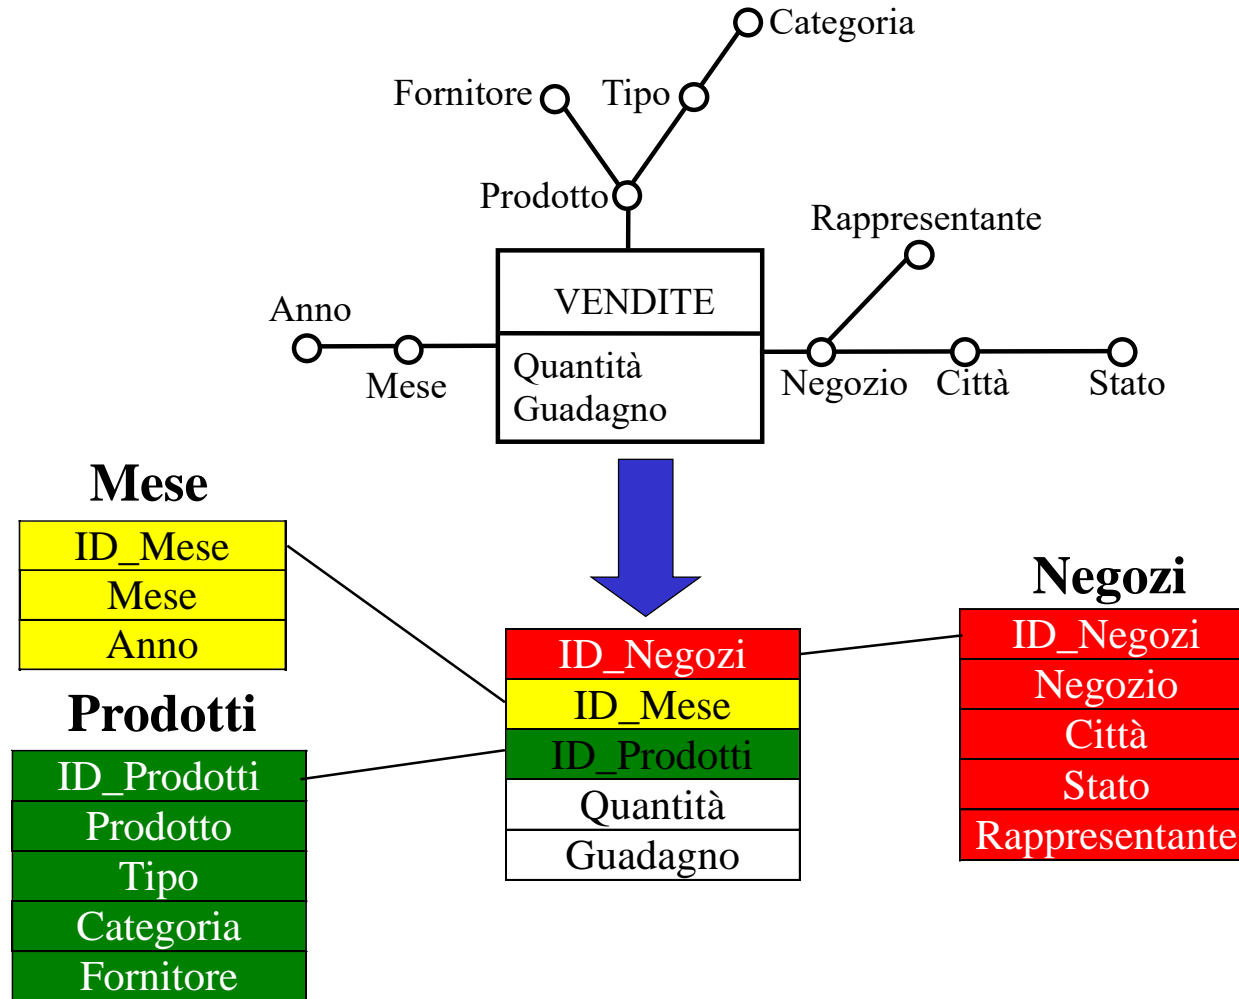 Categoria
Fornitore
Tipo
Prodotto
Rappresentante
Anno
VENDITE
Mese
Quantità
Guadagno
Negozio
Città
Stato
Mese
ID_Mese
Mese
Anno
Prodotti
ID_Prodotti
Prodotto
Tipo
Categoria
Fornitore
ID_Negozi
ID_Mese
ID_Prodotti
Quantità
Guadagno
Negozi
ID_Negozi
Negozio
Città
Stato
Rappresentante